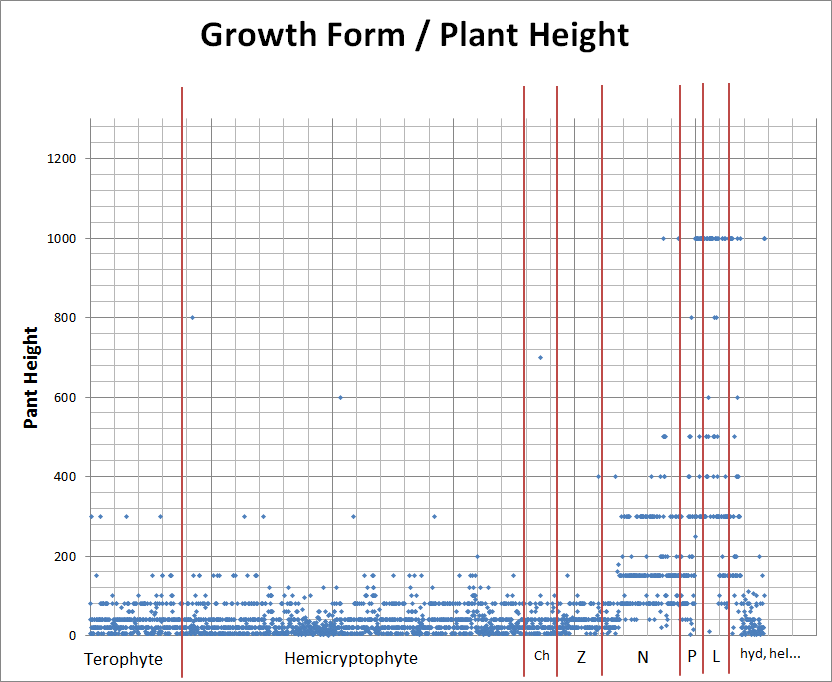 Growth Form / Plant Height
Pant Height
1200
1000
800
600
400
200
0
Terophyte
Hemicryptophyte
Ch
Z
N
P
L
hyd, hel...